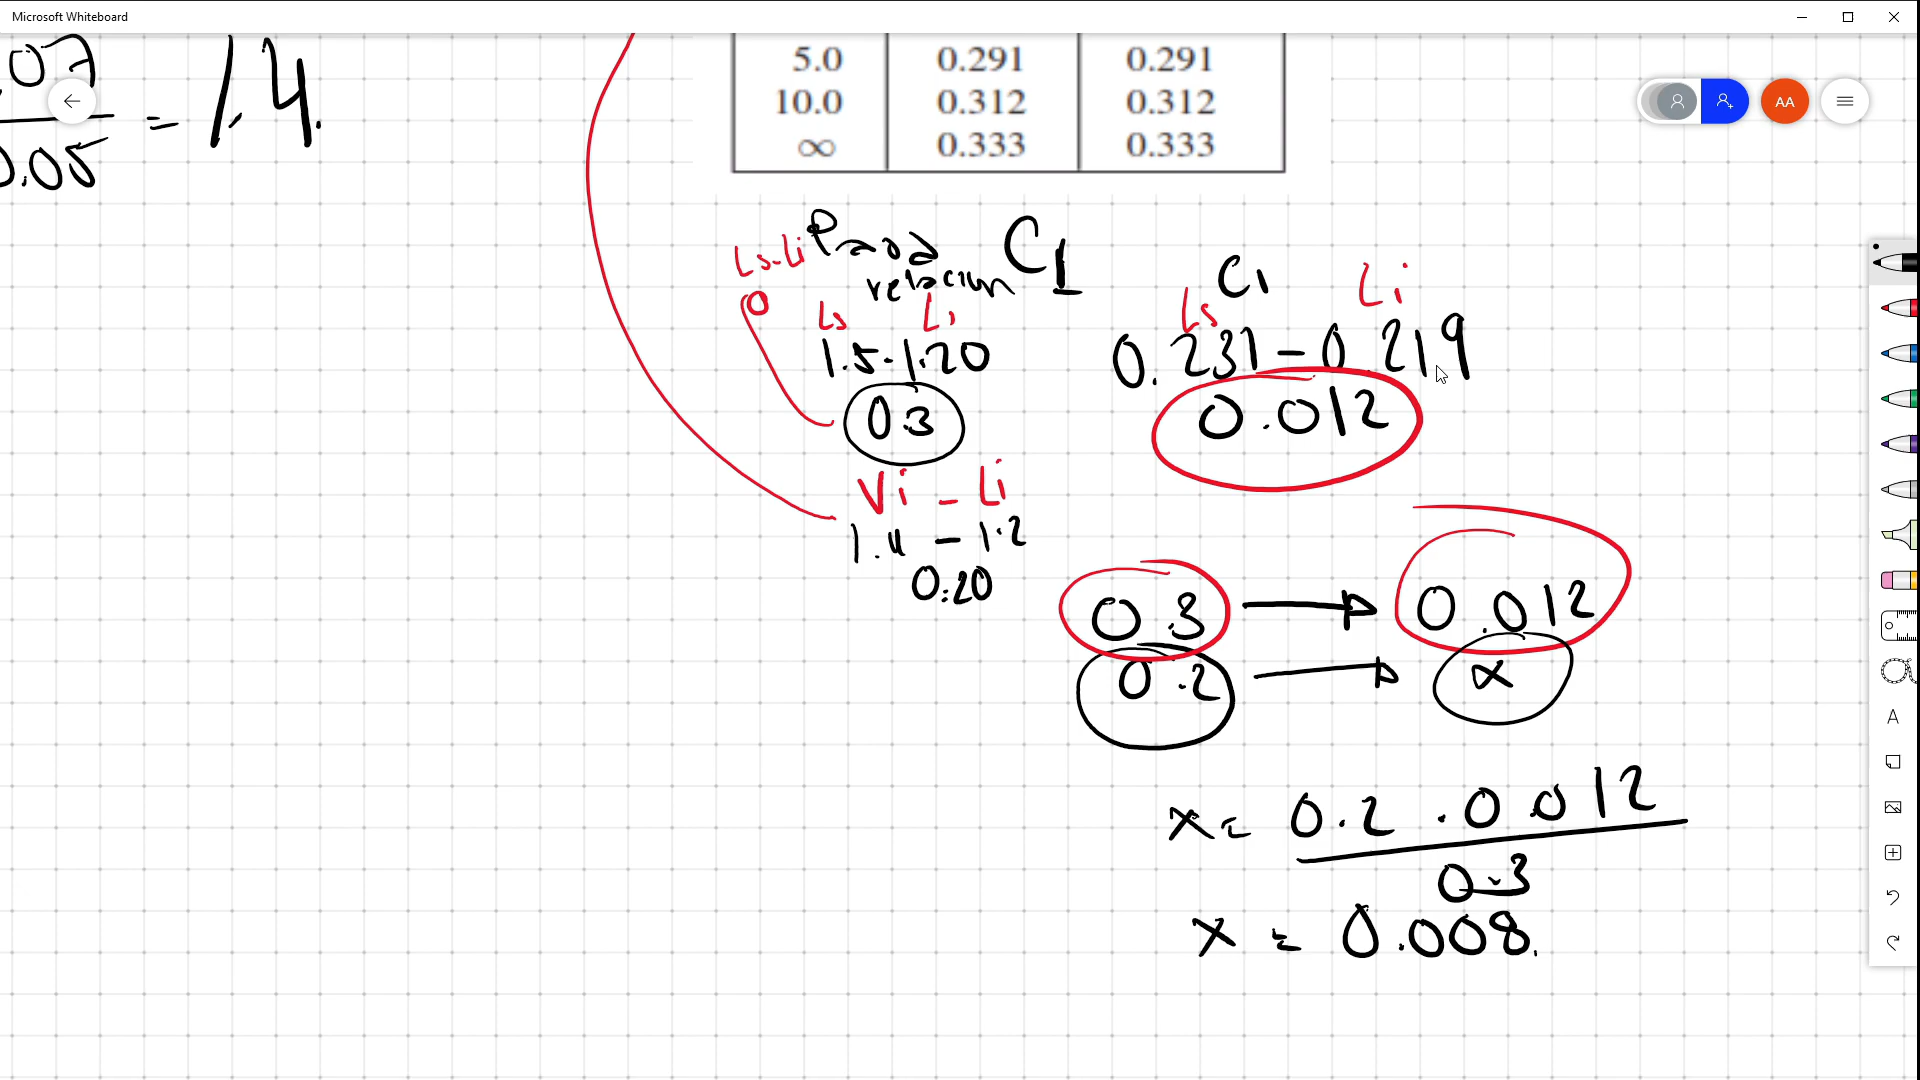 Microsoft Whiteboard
0.07
0.05
= 1.4.
5.0 0.291 0.291
10.0 0.312 0.312
∞ 0.333 0.333
AA
Ls-Li Para
relacion C1
Ls Li
1.5-1.20
0.3
Vi - Li
1.4 - 1.2
0.20
C1
Ls Li
0.231-0.219
0.012
0.3 → 0.012
0.2 → x
x= 0.2 .0.012
0.3
x = 0.008.
A